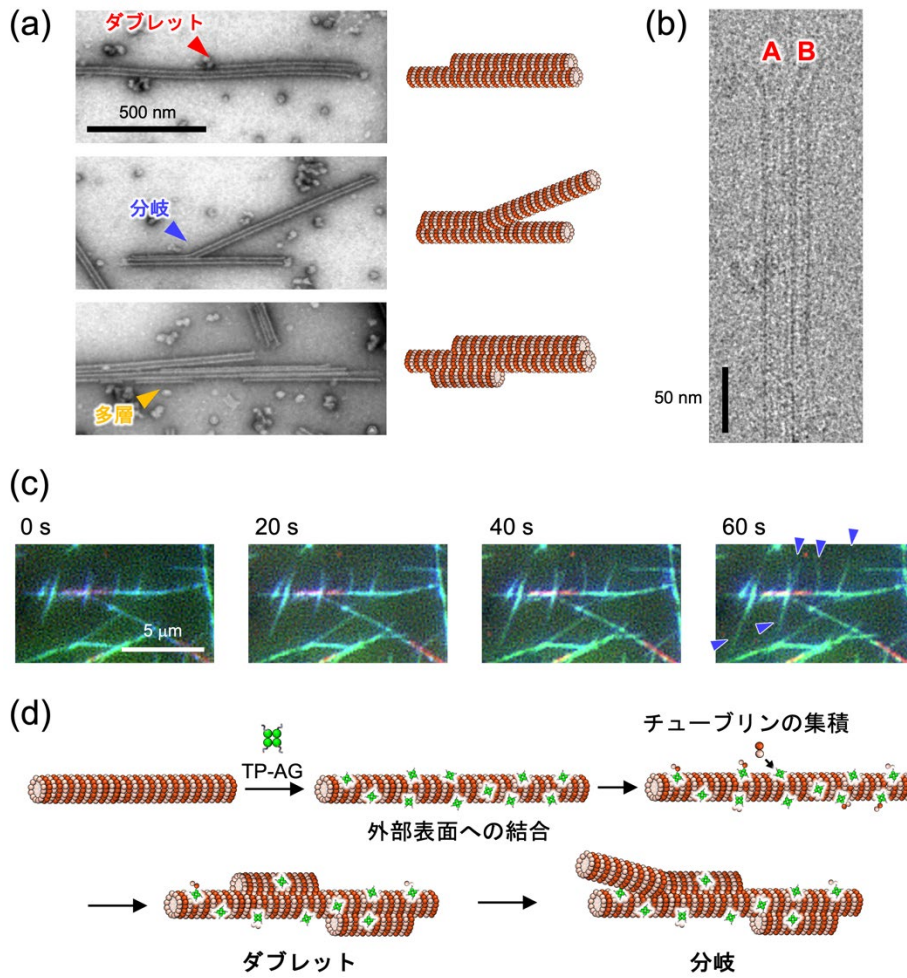 (a)
ダブレット
500 nm
分岐
多層
(b)
A B
50 nm
(c)
0 s
20 s
40 s
60 s
5 μm
(d)
TP-AG
外部表面への結合
チューブリンの集積
ダブレット
分岐